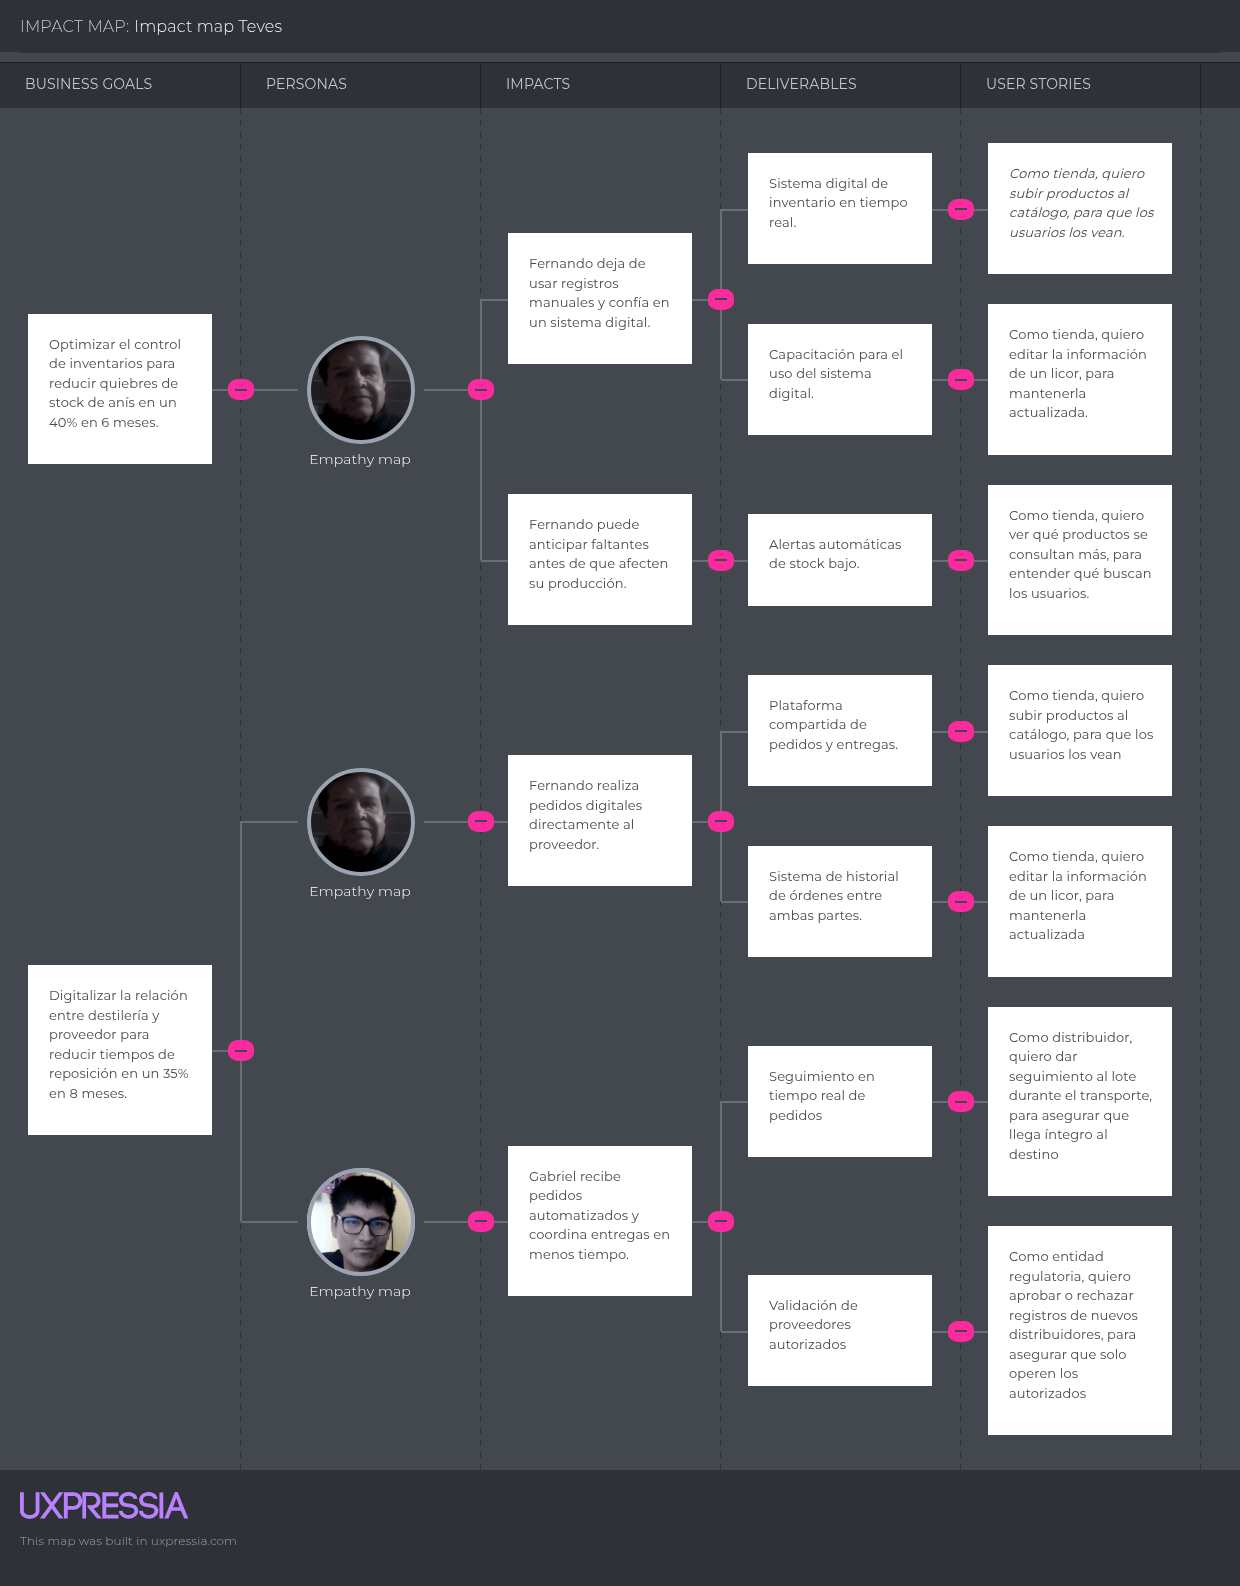 IMPACT MAP: Impact map Teves
BUSINESS GOALS
PERSONAS
IMPACTS
DELIVERABLES
USER STORIES
Optimizar el control
de inventarios para
reducir quiebres de
stock de anís en un
40% en 6 meses.
Empathy map
Fernando deja de
usar registros
manuales y confía en
un sistema digital.
Sistema digital de
inventario en tiempo
real.
Como tienda, quiero
subir productos al
catálogo, para que los
usuarios los vean.
Capacitación para el
uso del sistema
digital.
Como tienda, quiero
editar la información
de un licor, para
mantenerla
actualizada.
Fernando puede
anticipar faltantes
antes de que afecten
su producción.
Alertas automáticas
de stock bajo.
Como tienda, quiero
ver qué productos se
consultan más, para
entender qué buscan
los usuarios.
Digitalizar la relación
entre destilería y
proveedor para
reducir tiempos de
reposición en un 35%
en 8 meses.
Empathy map
Fernando realiza
pedidos digitales
directamente al
proveedor.
Plataforma
compartida de
pedidos y entregas.
Como tienda, quiero
subir productos al
catálogo, para que los
usuarios los vean
Sistema de historial
de órdenes entre
ambas partes.
Como tienda, quiero
editar la información
de un licor, para
mantenerla
actualizada
Empathy map
Gabriel recibe
pedidos
automatizados y
coordina entregas en
menos tiempo.
Seguimiento en
tiempo real de
pedidos
Como distribuidor,
quiero dar
seguimiento al lote
durante el transporte,
para asegurar que
llega íntegro al
destino
Validación de
proveedores
autorizados
Como entidad
regulatoria, quiero
aprobar o rechazar
registros de nuevos
distribuidores, para
asegurar que solo
operen los
autorizados
UXPRESSIA
This map was built in uxpressia.com